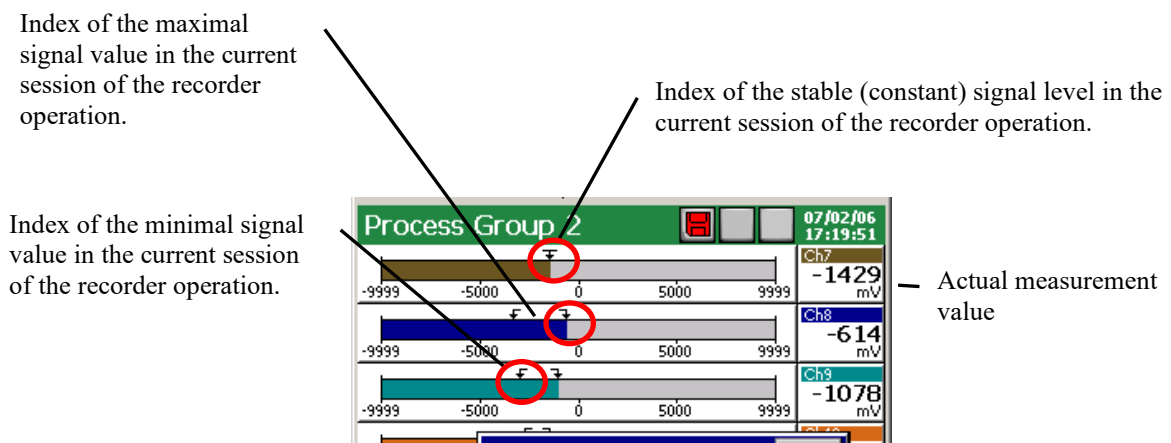 Index of the maximal
signal value in the current
session of the recorder
operation.
Index of the stable (constant) signal level in the
current session of the recorder operation.
Index of the minimal signal
value in the current session
of the recorder operation.
Process Group 2
07/02/06
17:19:51
Ch7
-1429
mV
-9999 -5000 0 5000 9999
Actual measurement
value
Ch8
-614
mV
-9999 -5000 0 5000 9999
Ch9
-1078
mV
-9999 -5000 0 5000 9999